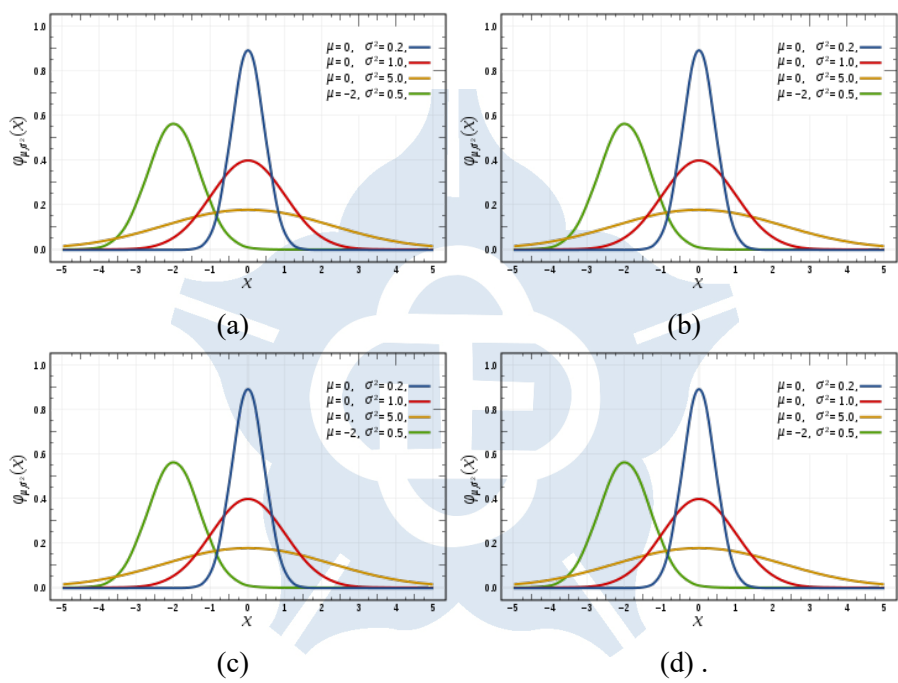 1.0
μ=0, σ²=0.2,
μ=0, σ²=1.0,
μ=0, σ²=5.0,
μ=−2, σ²=0.5,
0.8
0.6
0.4
0.2
0.0
φμ,σ²(x)
−5 −4 −3 −2 −1 0 1 2 3 4 5
x
(a)
1.0
μ=0, σ²=0.2,
μ=0, σ²=1.0,
μ=0, σ²=5.0,
μ=−2, σ²=0.5,
0.8
0.6
0.4
0.2
0.0
φμ,σ²(x)
−5 −4 −3 −2 −1 0 1 2 3 4 5
x
(b)
1.0
μ=0, σ²=0.2,
μ=0, σ²=1.0,
μ=0, σ²=5.0,
μ=−2, σ²=0.5,
0.8
0.6
0.4
0.2
0.0
φμ,σ²(x)
−5 −4 −3 −2 −1 0 1 2 3 4 5
x
(c)
1.0
μ=0, σ²=0.2,
μ=0, σ²=1.0,
μ=0, σ²=5.0,
μ=−2, σ²=0.5,
0.8
0.6
0.4
0.2
0.0
φμ,σ²(x)
−5 −4 −3 −2 −1 0 1 2 3 4 5
x
(d) .